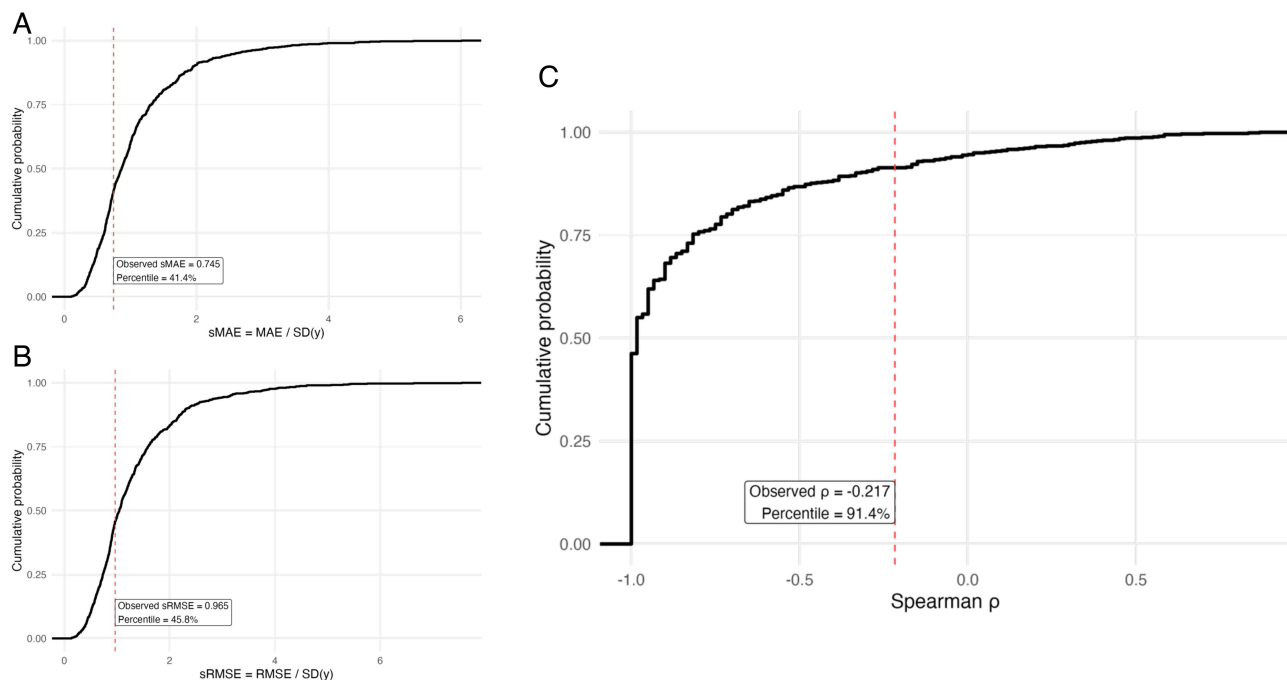 A
1.00
0.75
0.50
0.25
0.00
Cumulative probability
Observed sMAE = 0.745
Percentile = 41.4%
0 2 4 6
sMAE = MAE / SD(y)
B
1.00
0.75
0.50
0.25
0.00
Cumulative probability
Observed sRMSE = 0.965
Percentile = 45.8%
0 2 4 6
sRMSE = RMSE / SD(y)
C
1.00
0.75
0.50
0.25
0.00
Cumulative probability
Observed ρ = -0.217
Percentile = 91.4%
-1.0 -0.5 0.0 0.5
Spearman ρ